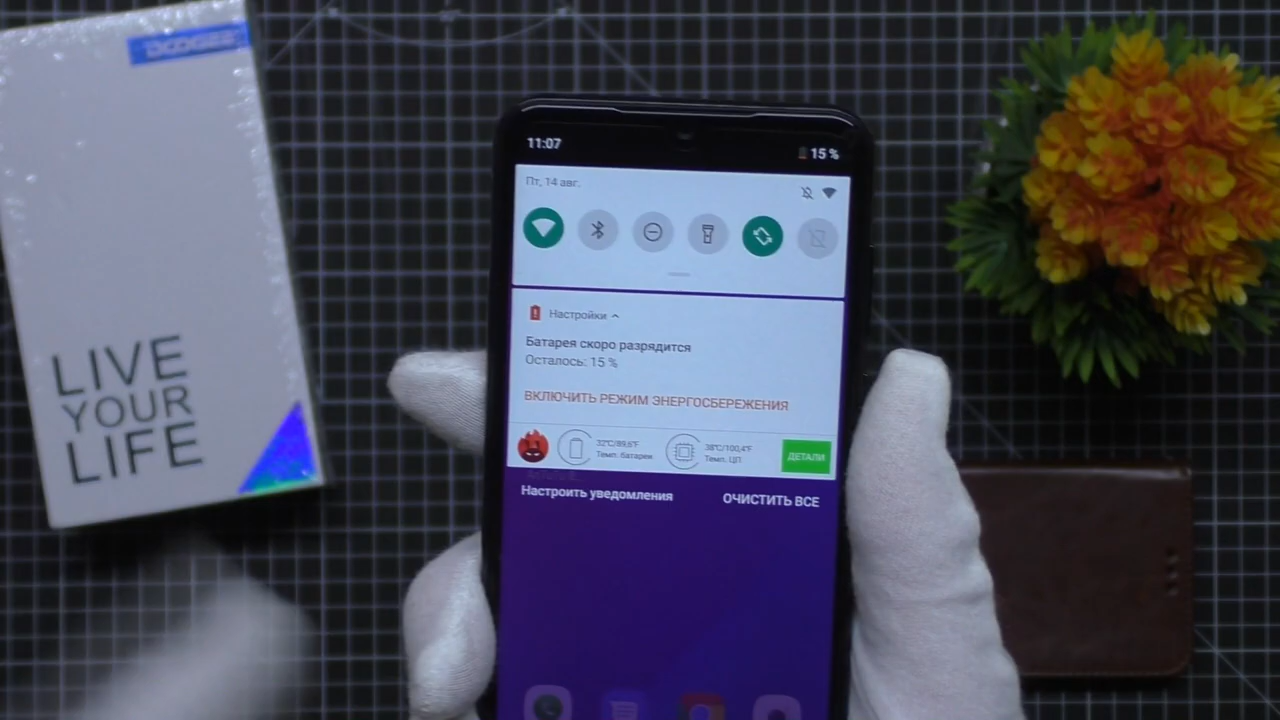 DOOGEE
LIVE
YOUR
LIFE
11:07
15 %
Пт, 14 авг.
Настройки
Батарея скоро разрядится
Осталось: 15 %
ВКЛЮЧИТЬ РЕЖИМ ЭНЕРГОСБЕРЕЖЕНИЯ
32°C/89,6°F
Темп. батареи
38°C/100,4°F
Темп. ЦП
ДЕТАЛИ
Настроить уведомления
ОЧИСТИТЬ ВСЕ